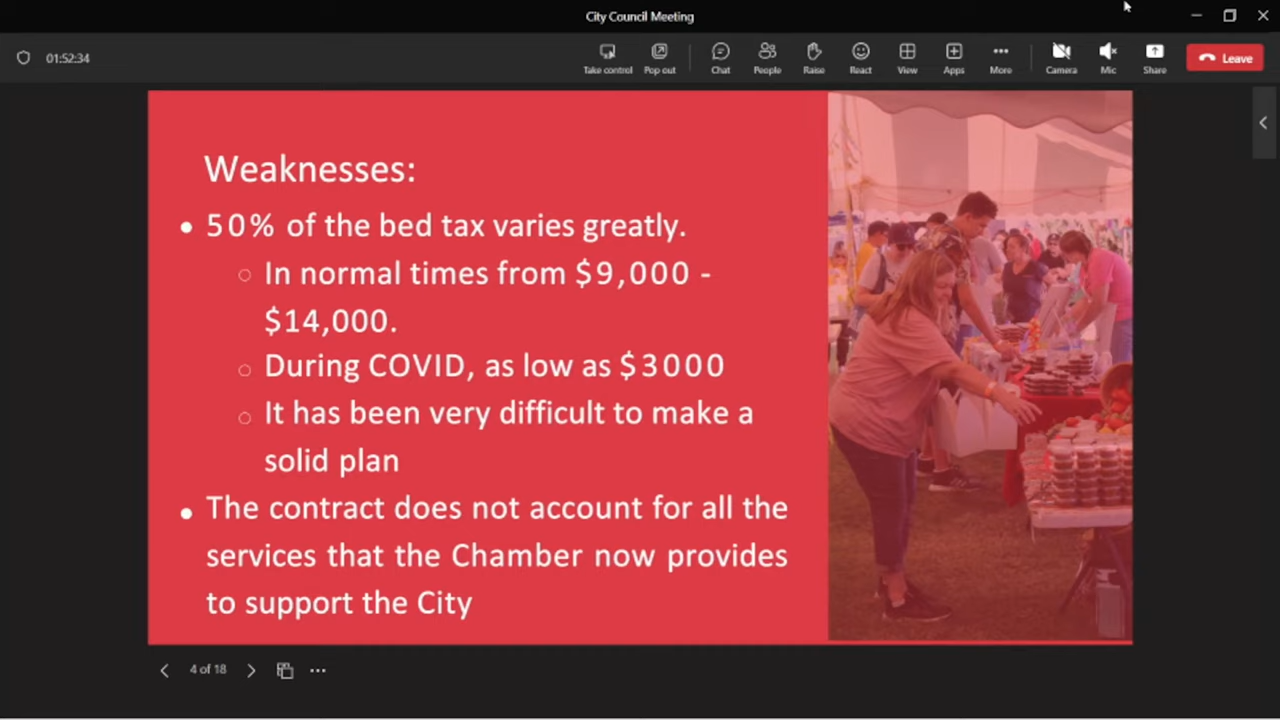 City Council Meeting
01:52:34
Take control
Pop out
Chat
People
Raise
React
View
Apps
More
Camera
Mic
Share
Leave
Weaknesses:
50% of the bed tax varies greatly.
In normal times from $9,000 -
$14,000.
During COVID, as low as $3000
It has been very difficult to make a
solid plan
The contract does not account for all the
services that the Chamber now provides
to support the City
4 of 18